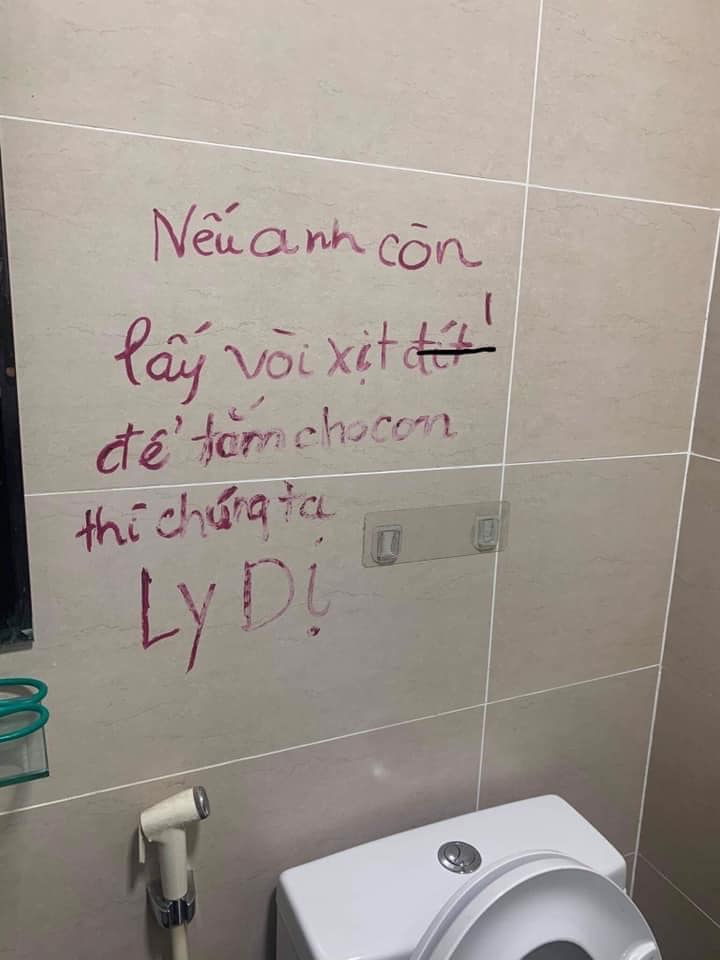 Nếu anh còn
lấy vòi xịt đít
để tắm cho con
thì chúng ta
Ly Dị